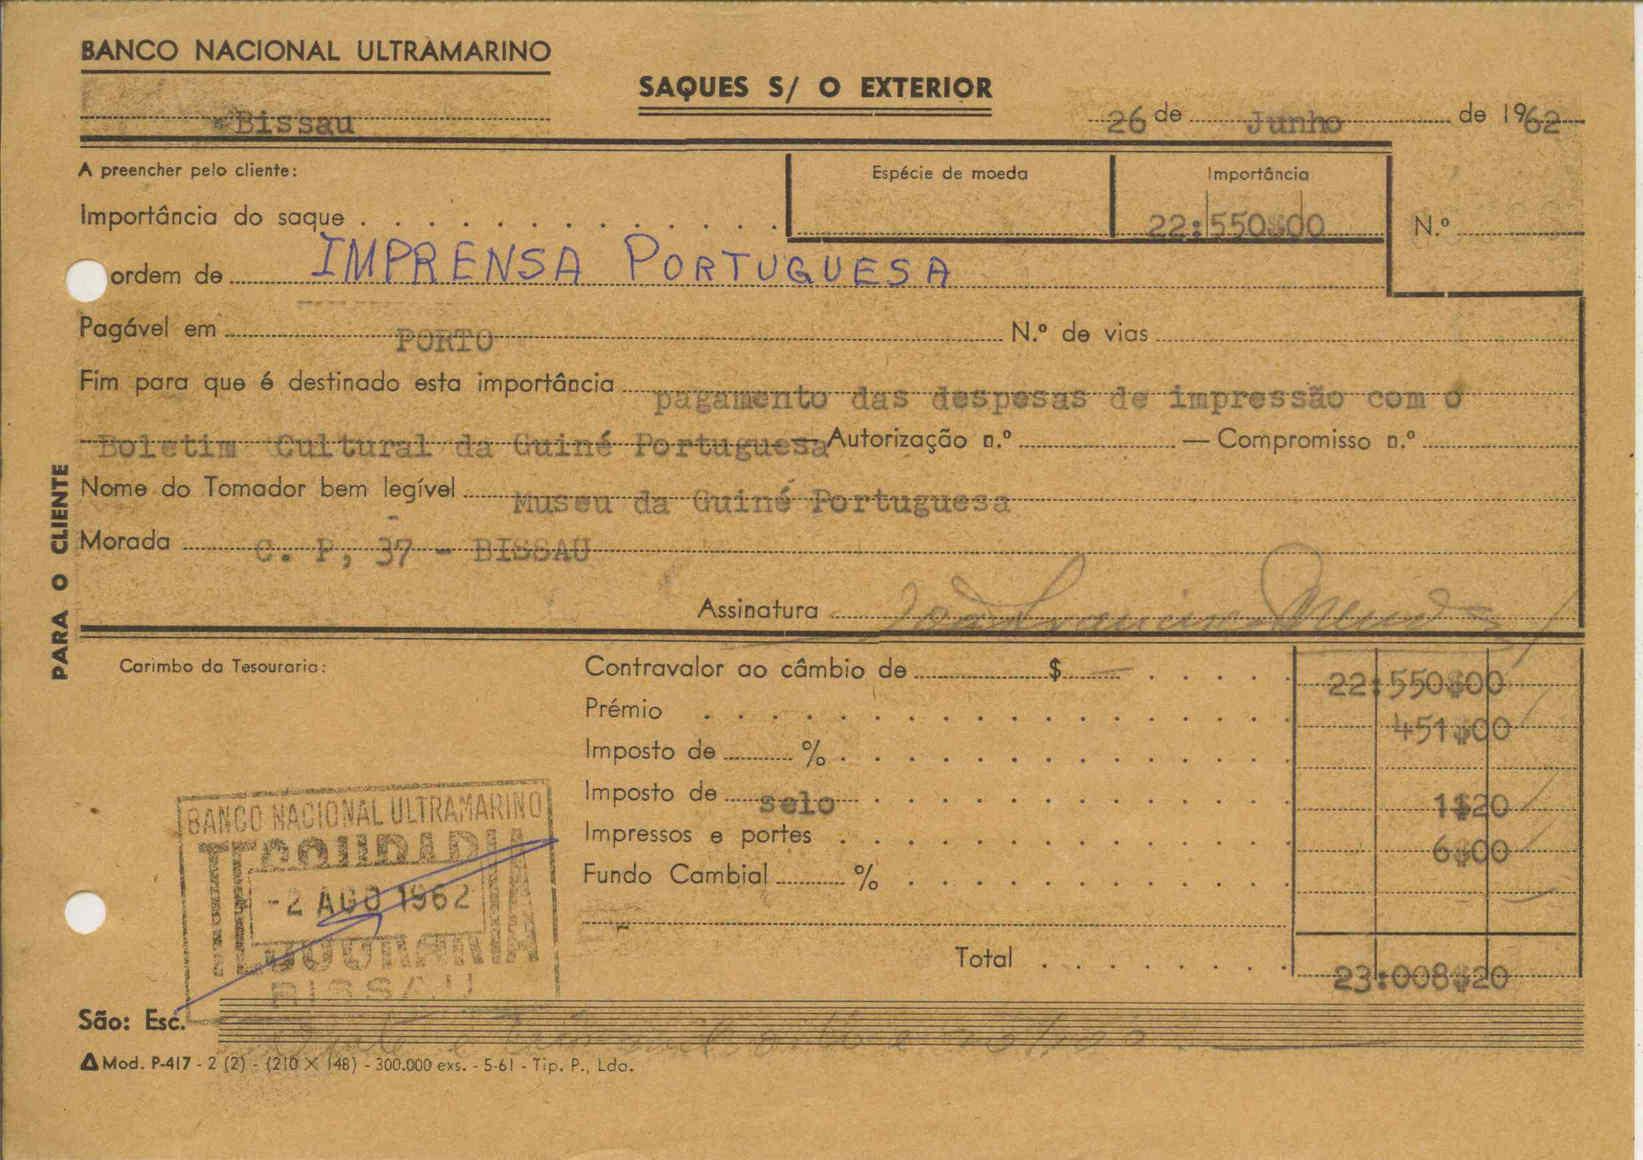 BANCO NACIONAL ULTRAMARINO
SAQUES S/ O EXTERIOR
Bissau
26 de Junho de 1962
A preencher pelo cliente:
Espécie de moeda
Importância
Importância do saque
22:550$00
N.º
ordem de IMPRENSA PORTUGUESA
Pagável em PORTO N.º de vias
Fim para que é destinado esta importância pagamento das despesas de impressão com o
Boletim Cultural da Guiné Portuguesa — Autorização n.º — Compromisso n.º
Nome do Tomador bem legível Museu da Guiné Portuguesa
Morada C. P, 37 - BISSAU
Assinatura
PARA O CLIENTE
Carimbo da Tesouraria:
Contravalor ao câmbio de $ — 22:550$00
Prémio 451$00
Imposto de %
Imposto de selo 1$20
Impressos e portes 6$00
Fundo Cambial %
Total 23:008$20
BANCO NACIONAL ULTRAMARINO
TESOURARIA
-2 AGO 1962
TESOURARIA
BISSAU
São: Esc.
Mod. P-417 - 2 (2) - (210 X 148) - 300.000 exs. - 5-61 - Tip. P., Lda.